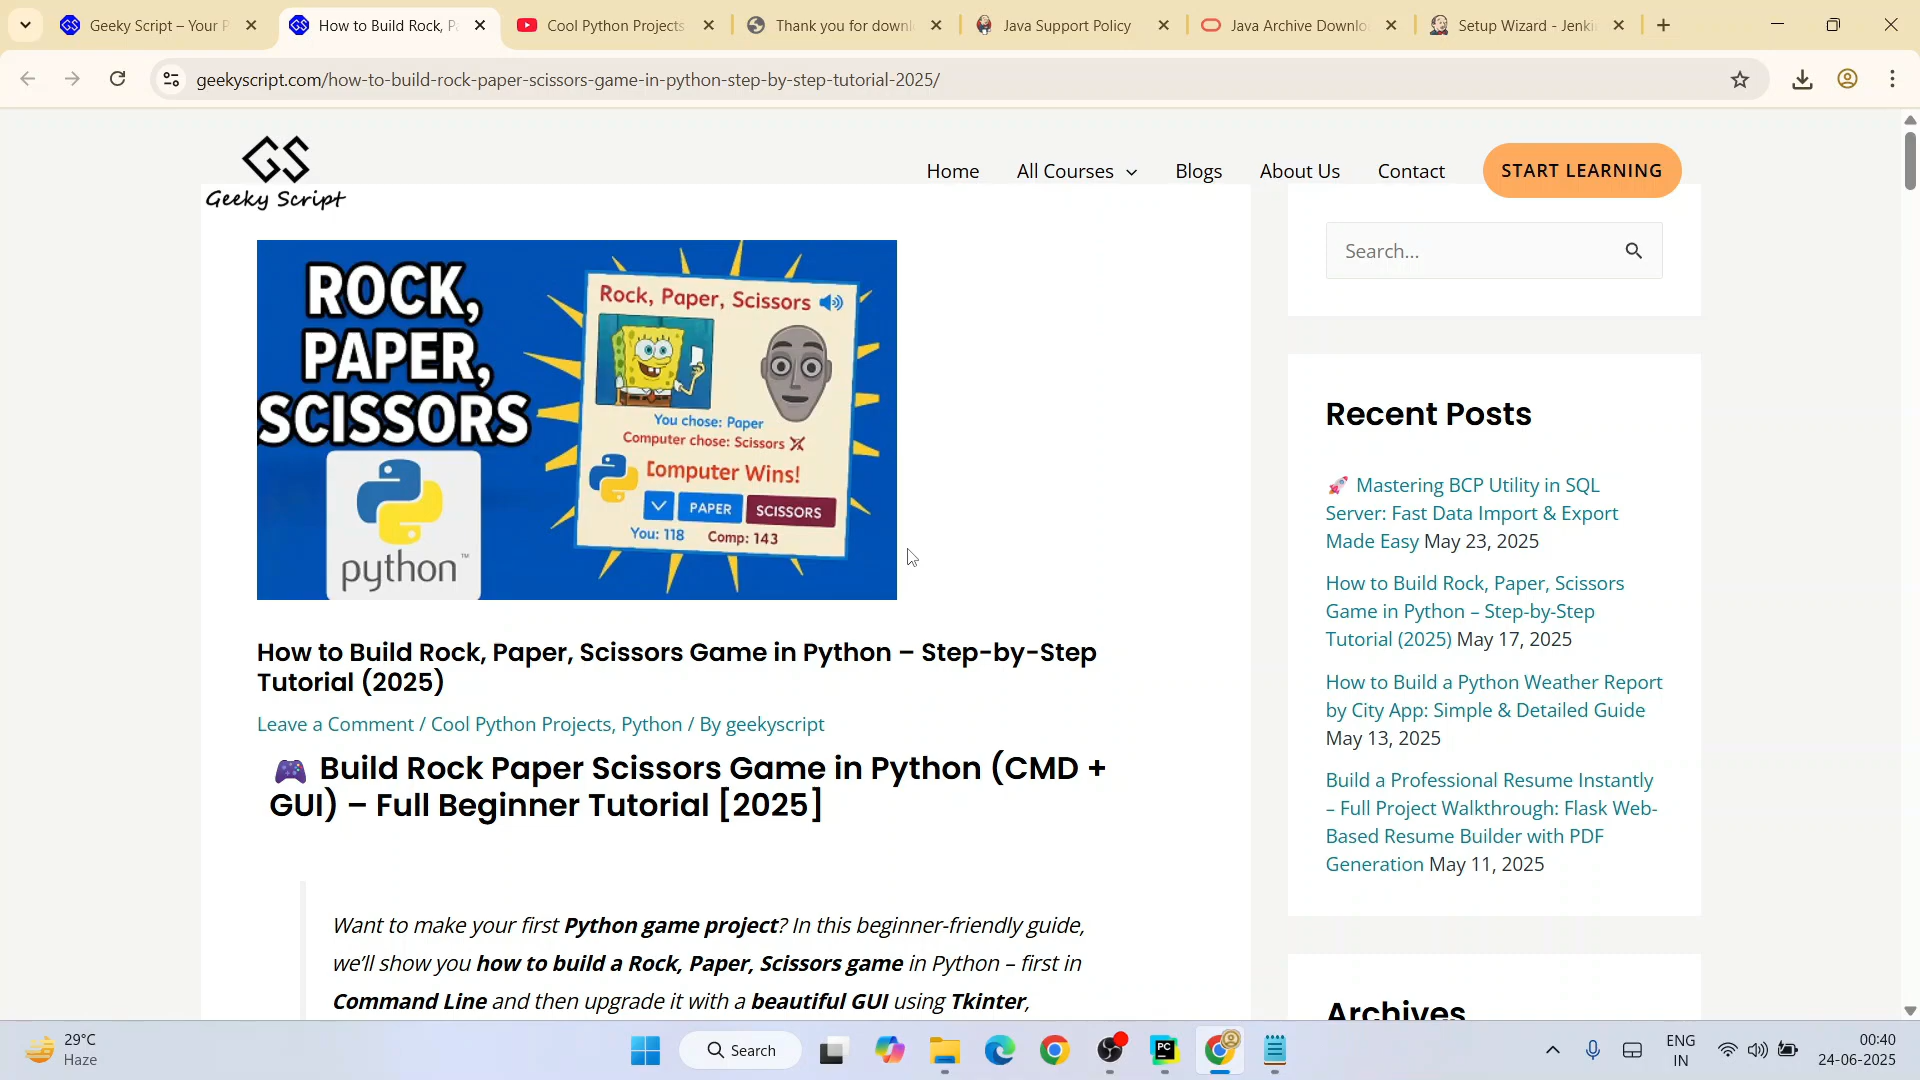 Geeky Script – Your P
How to Build Rock, Pa
Cool Python Projects
Thank you for downl
Java Support Policy
Java Archive Downlo
Setup Wizard - Jenki
geekyscript.com/how-to-build-rock-paper-scissors-game-in-python-step-by-step-tutorial-2025/
GS
Geeky Script
Home
All Courses
Blogs
About Us
Contact
START LEARNING
ROCK,
PAPER,
SCISSORS
python™
Rock, Paper, Scissors
You chose: Paper
Computer chose: Scissors
Computer Wins!
PAPER
SCISSORS
You: 118 Comp: 143
How to Build Rock, Paper, Scissors Game in Python – Step-by-Step
Tutorial (2025)
Leave a Comment / Cool Python Projects, Python / By geekyscript
🎮 Build Rock Paper Scissors Game in Python (CMD +
GUI) – Full Beginner Tutorial [2025]
Want to make your first Python game project? In this beginner-friendly guide,
we’ll show you how to build a Rock, Paper, Scissors game in Python – first in
Command Line and then upgrade it with a beautiful GUI using Tkinter,
Search...
Recent Posts
🚀 Mastering BCP Utility in SQL
Server: Fast Data Import & Export
Made Easy May 23, 2025
How to Build Rock, Paper, Scissors
Game in Python – Step-by-Step
Tutorial (2025) May 17, 2025
How to Build a Python Weather Report
by City App: Simple & Detailed Guide
May 13, 2025
Build a Professional Resume Instantly
– Full Project Walkthrough: Flask Web-
Based Resume Builder with PDF
Generation May 11, 2025
Archives
29°C
Haze
Search
PC
ENG
IN
00:40
24-06-2025